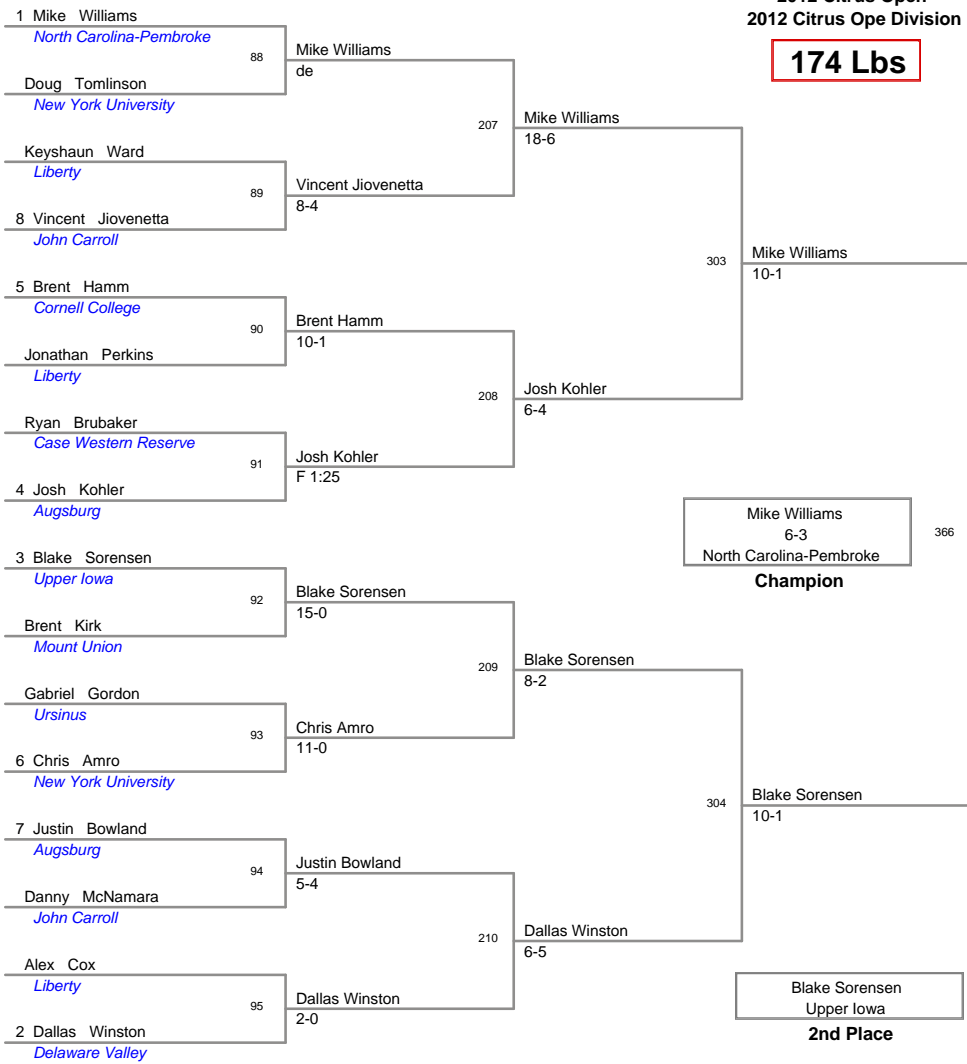 2012 Citrus Open
2012 Citrus Ope Division
174 Lbs
1 Mike Williams
North Carolina-Pembroke
88
Doug Tomlinson
New York University
Mike Williams
de
207
Keyshaun Ward
Liberty
89
8 Vincent Jiovenetta
John Carroll
Vincent Jiovenetta
8-4
Mike Williams
18-6
303
5 Brent Hamm
Cornell College
90
Jonathan Perkins
Liberty
Brent Hamm
10-1
208
Ryan Brubaker
Case Western Reserve
91
4 Josh Kohler
Augsburg
Josh Kohler
F 1:25
Josh Kohler
6-4
Mike Williams
10-1
Mike Williams
6-3
North Carolina-Pembroke
366
Champion
3 Blake Sorensen
Upper Iowa
92
Brent Kirk
Mount Union
Blake Sorensen
15-0
209
Gabriel Gordon
Ursinus
93
6 Chris Amro
New York University
Chris Amro
11-0
Blake Sorensen
8-2
304
7 Justin Bowland
Augsburg
94
Danny McNamara
John Carroll
Justin Bowland
5-4
210
Alex Cox
Liberty
95
2 Dallas Winston
Delaware Valley
Dallas Winston
2-0
Dallas Winston
6-5
Blake Sorensen
10-1
Blake Sorensen
Upper Iowa
2nd Place